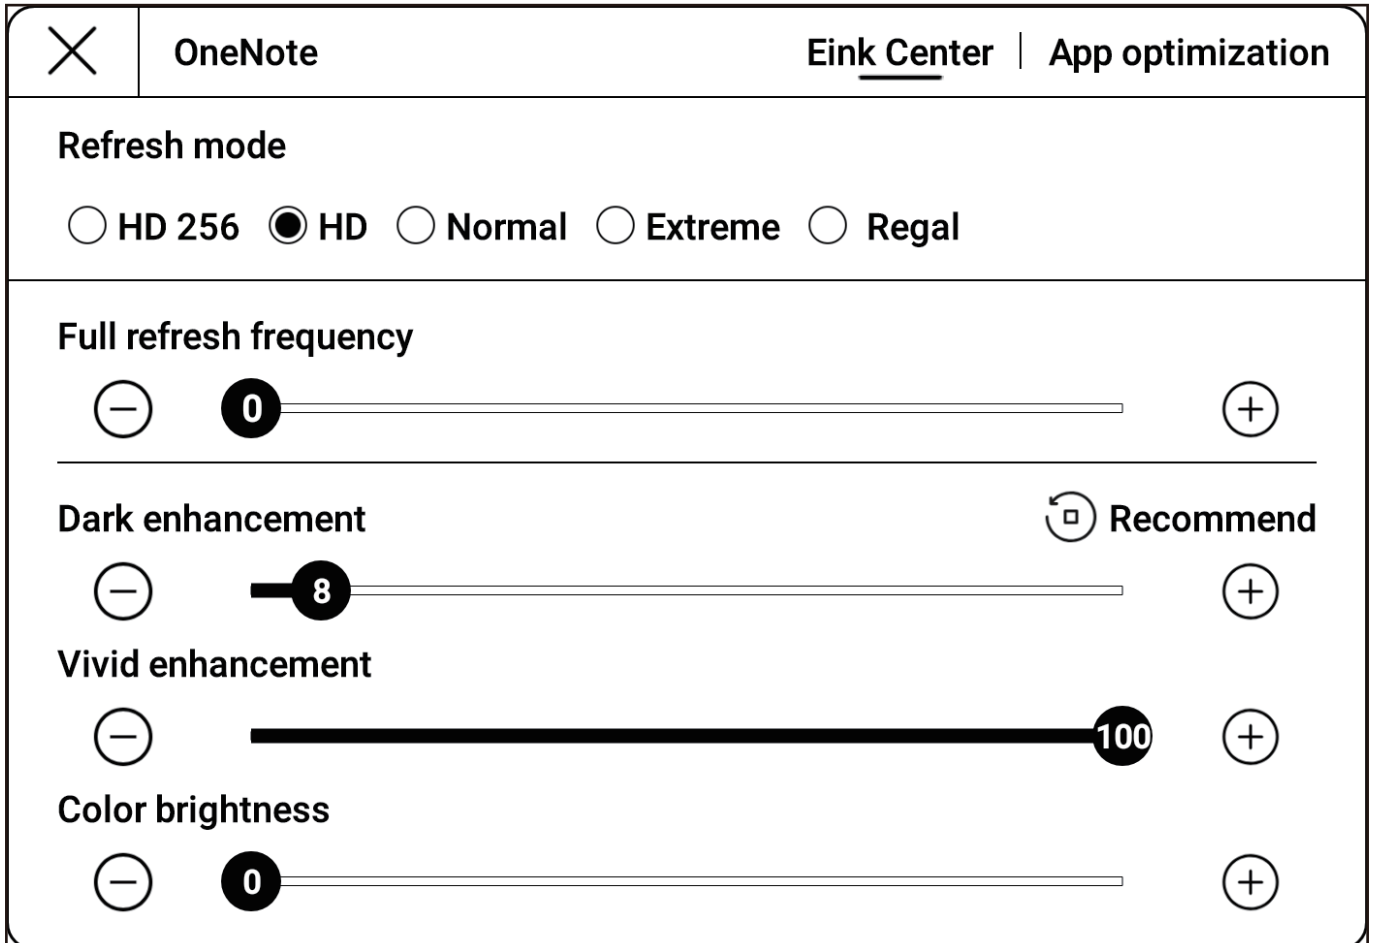 OneNote Eink Center | App optimization
Refresh mode
HD 256 HD Normal Extreme Regal
Full refresh frequency
0
Dark enhancement Recommend
8
Vivid enhancement
100
Color brightness
0